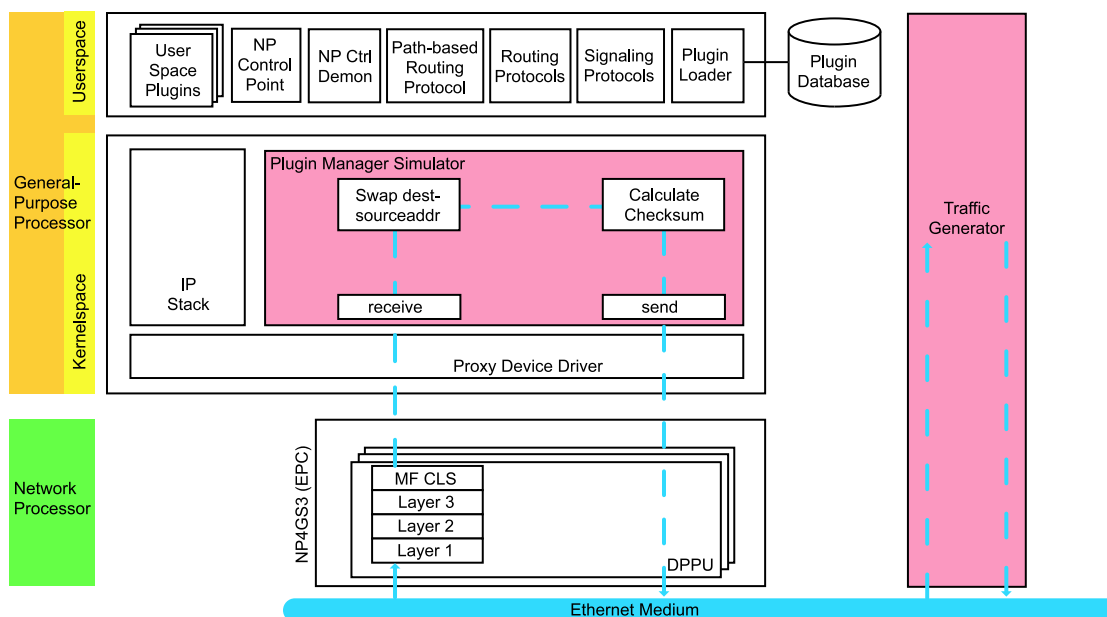 Userspace
User
Space
Plugins
NP
Control
Point
NP Ctrl
Demon
Path-based
Routing
Protocol
Routing
Protocols
Signaling
Protocols
Plugin
Loader
Plugin
Database
General-
Purpose
Processor
Kernelspace
IP
Stack
Plugin Manager Simulator
Swap dest-
sourceaddr
Calculate
Checksum
receive
send
Proxy Device Driver
Traffic
Generator
Network
Processor
NP4GS3 (EPC)
MF CLS
Layer 3
Layer 2
Layer 1
DPPU
Ethernet Medium